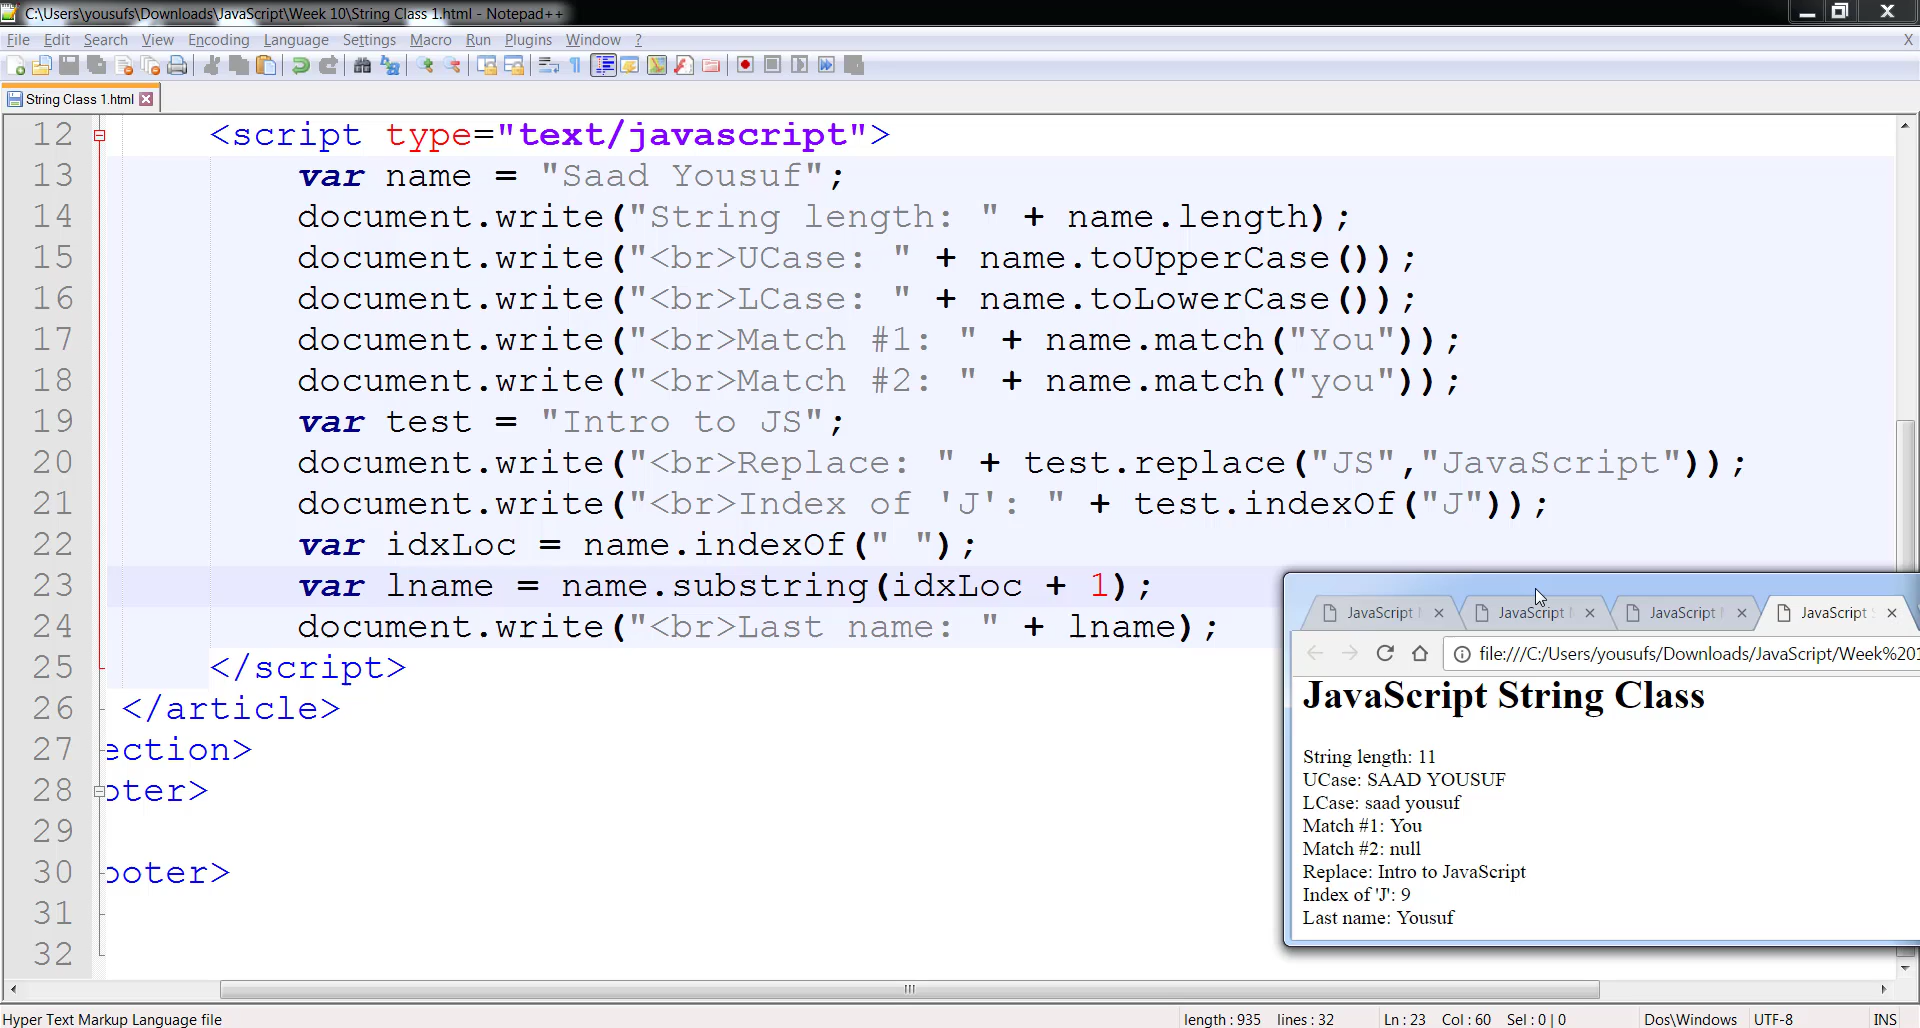 C:\Users\yousufs\Downloads\JavaScript\Week 10\String Class 1.html - Notepad++
File Edit Search View Encoding Language Settings Macro Run Plugins Window ? X
String Class 1.html
12 <script type="text/javascript">
13 var name = "Saad Yousuf";
14 document.write("String length: " + name.length);
15 document.write("<br>UCase: " + name.toUpperCase());
16 document.write("<br>LCase: " + name.toLowerCase());
17 document.write("<br>Match #1: " + name.match("You"));
18 document.write("<br>Match #2: " + name.match("you"));
19 var test = "Intro to JS";
20 document.write("<br>Replace: " + test.replace("JS","JavaScript"));
21 document.write("<br>Index of 'J': " + test.indexOf("J"));
22 var idxLoc = name.indexOf(" ");
23 var lname = name.substring(idxLoc + 1);
24 document.write("<br>Last name: " + lname);
25 </script>
26 </article>
27 ection>
28 oter>
29
30 ooter>
31
32
JavaScript JavaScript JavaScript JavaScript
file:///C:/Users/yousufs/Downloads/JavaScript/Week%201
JavaScript String Class
String length: 11
UCase: SAAD YOUSUF
LCase: saad yousuf
Match #1: You
Match #2: null
Replace: Intro to JavaScript
Index of 'J': 9
Last name: Yousuf
Hyper Text Markup Language file length : 935 lines : 32 Ln : 23 Col : 60 Sel : 0 | 0 Dos\Windows UTF-8 INS